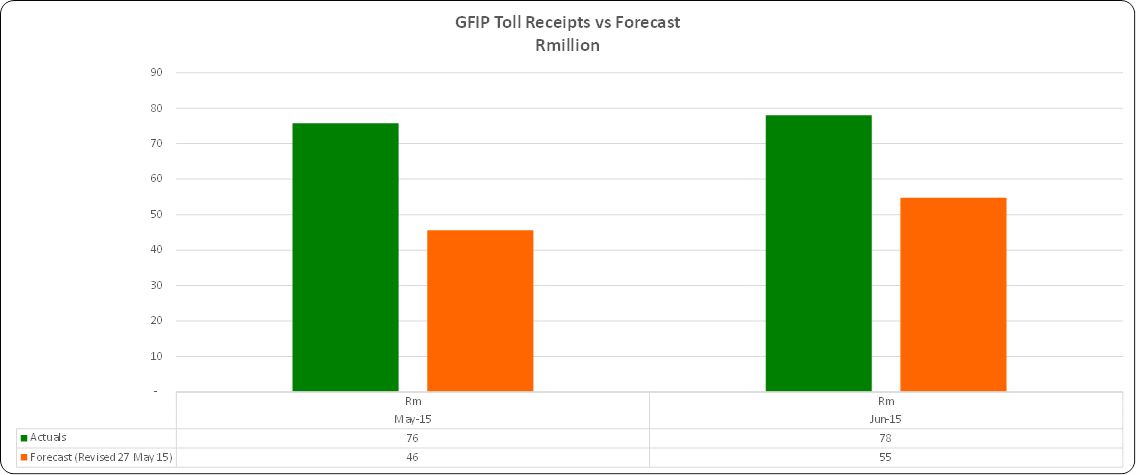 GFIP Toll Receipts vs Forecast
Rmillion
90
80
70
60
50
40
30
20
10
-
Rm Rm
May-15 Jun-15
Actuals 76 78
Forecast (Revised 27 May 15) 46 55